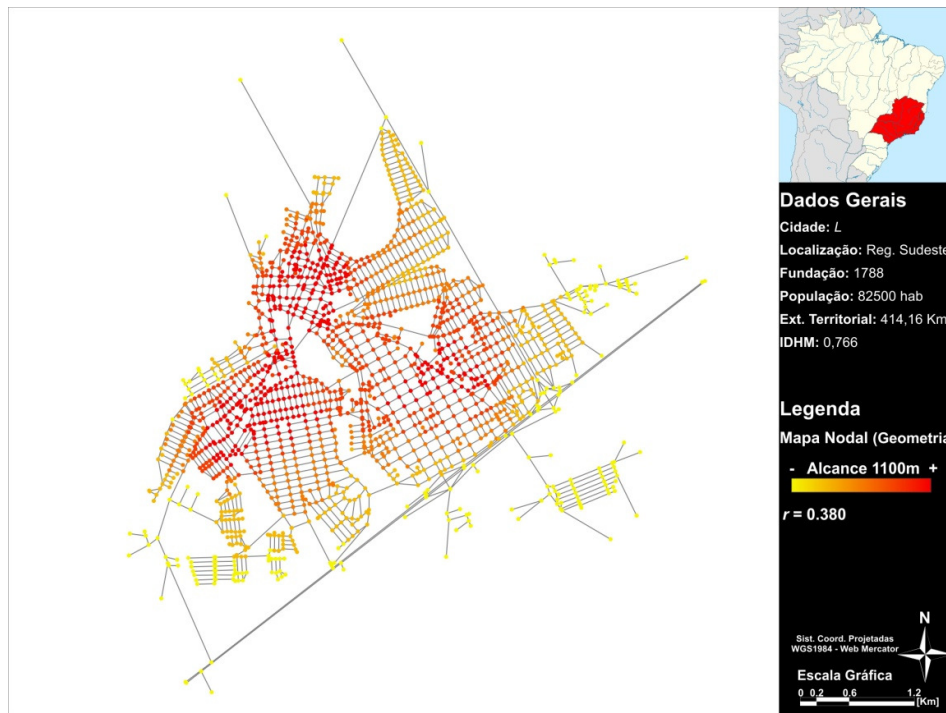 Dados Gerais
Cidade: L
Localização: Reg. Sudeste
Fundação: 1788
População: 82500 hab
Ext. Territorial: 414,16 Km
IDHM: 0,766
Legenda
Mapa Nodal (Geometria
- Alcance 1100m +
r = 0.380
N
Sist. Coord. Projetadas
WGS1984 - Web Mercator
Escala Gráfica
0 0.2 0.6 1.2
[Km]